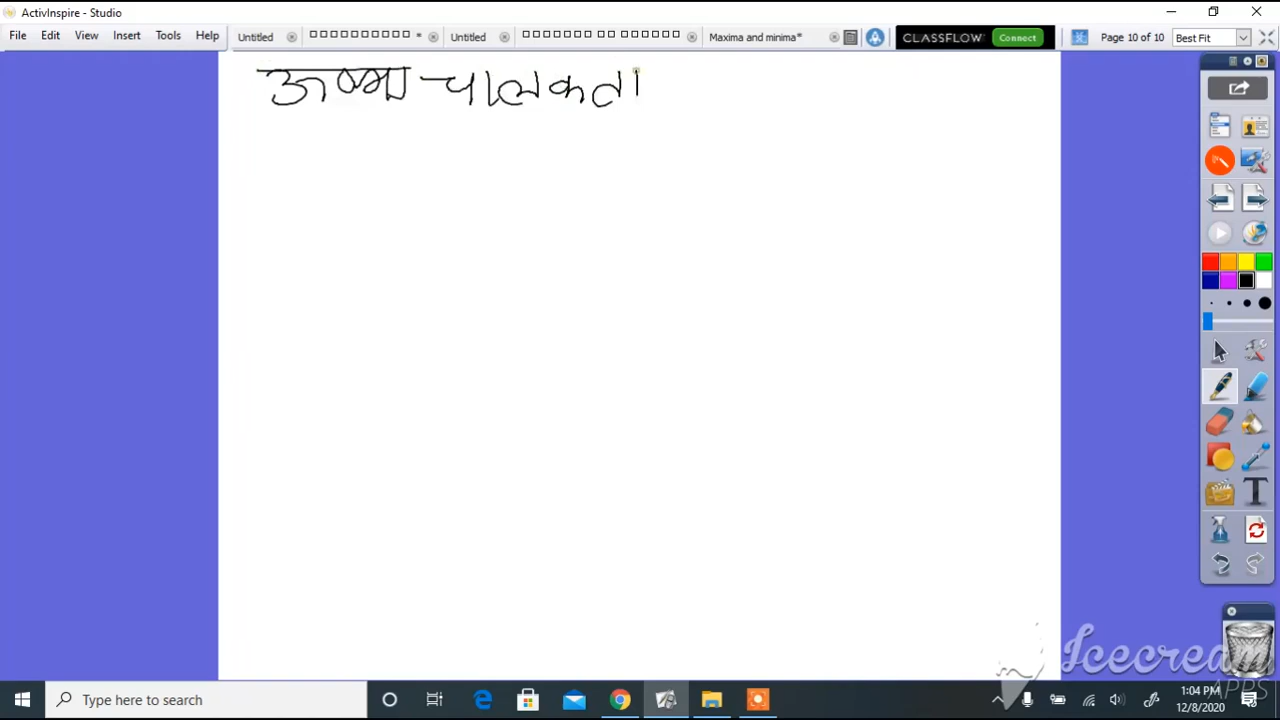 ActivInspire - Studio
File Edit View Insert Tools Help
Untitled
Untitled
Maxima and minima*
CLASSFLOW Connect
Page 10 of 10
Best Fit
ऊष्मा चालकता
T
Icecream
APPS
Type here to search
1:04 PM
12/8/2020